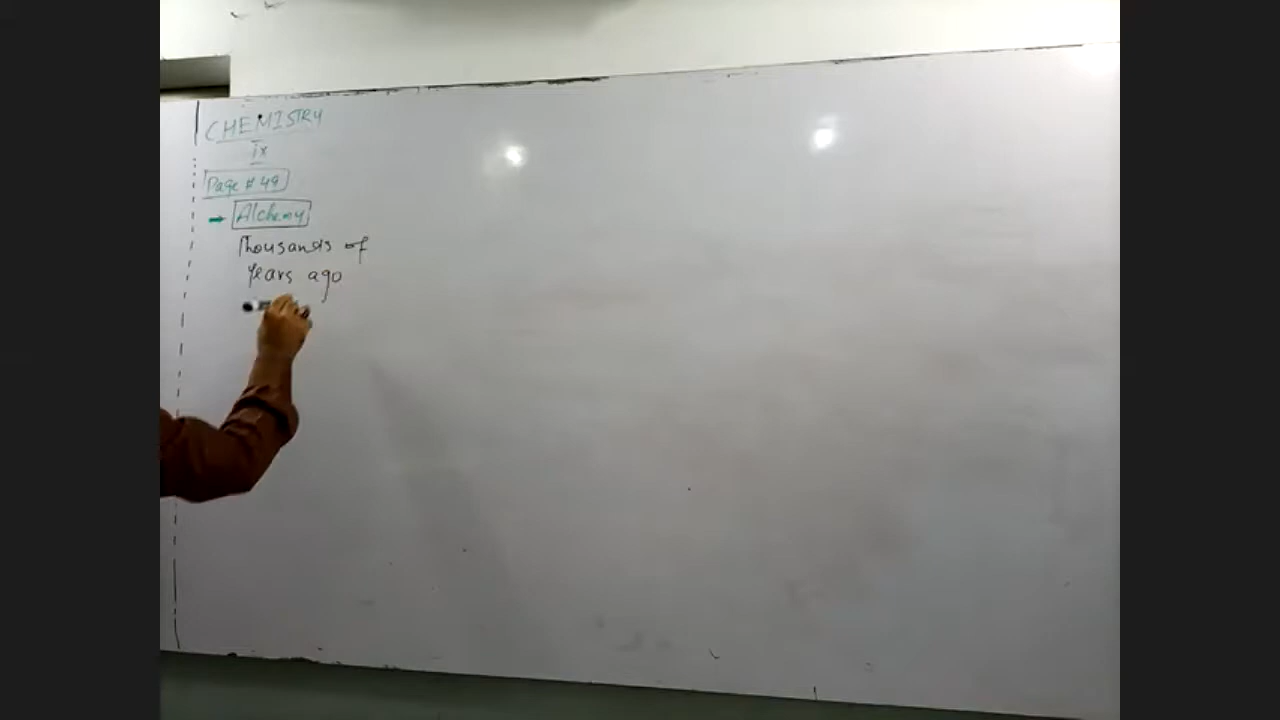 CHEMISTRY
ix
Page # 49
→ Alchemy
Thousands of
years ago